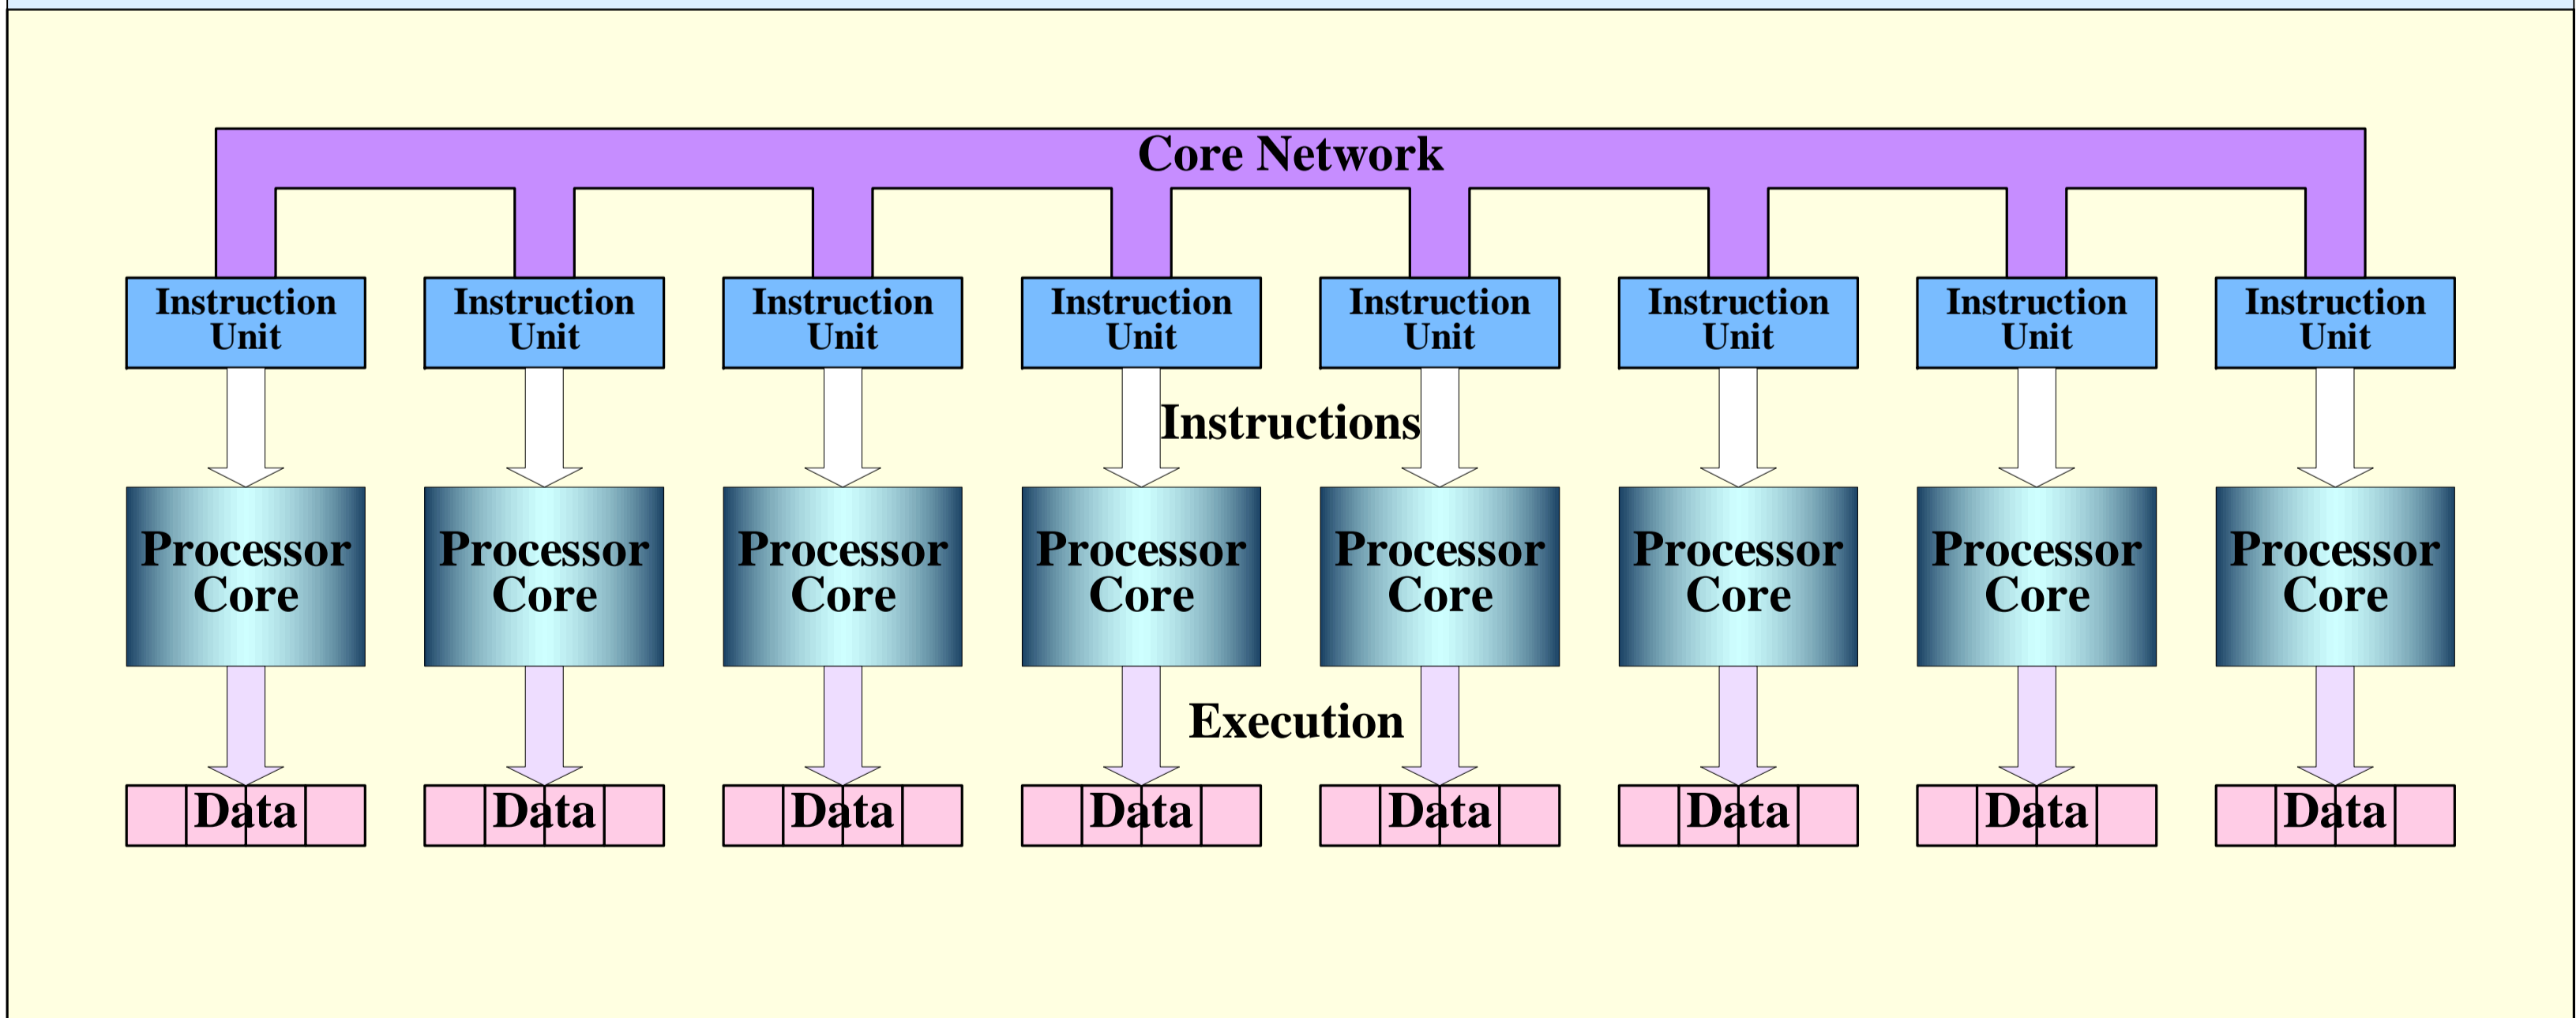 Core Network
Instruction Instruction Instruction Instruction Instruction Instruction Instruction Instruction
Unit Unit Unit Unit Unit Unit Unit Unit
Instructions
Processor Processor Processor Processor Processor Processor Processor Processor
Core Core Core Core Core Core Core Core
Execution
Data Data Data Data Data Data Data Data